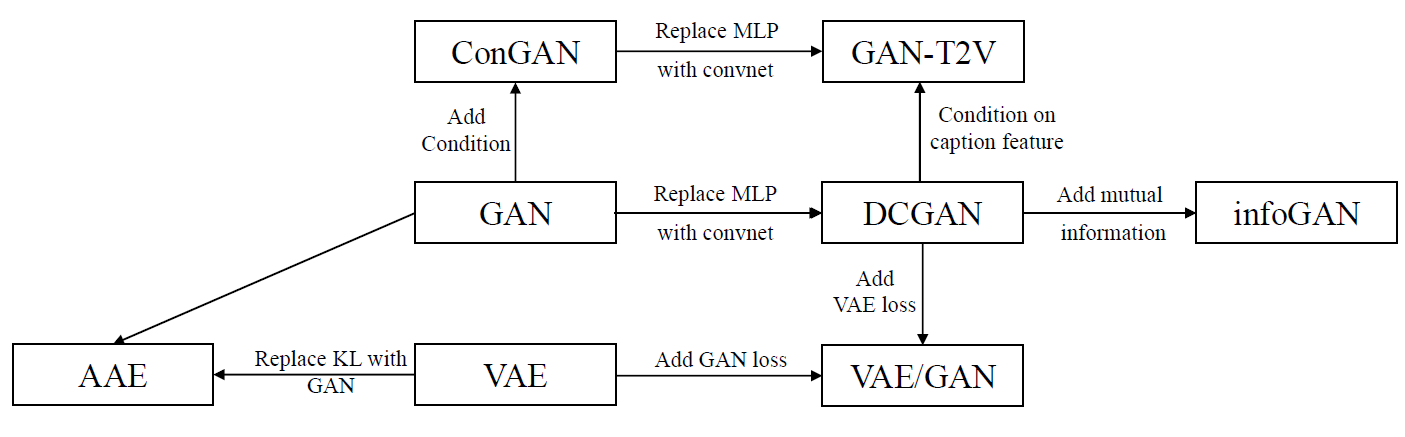 ConGAN
Replace MLP
with convnet
GAN-T2V
Add
Condition
Condition on
caption feature
GAN
Replace MLP
with convnet
DCGAN
Add mutual
information
infoGAN
Add
VAE loss
AAE
Replace KL with
GAN
VAE
Add GAN loss
VAE/GAN